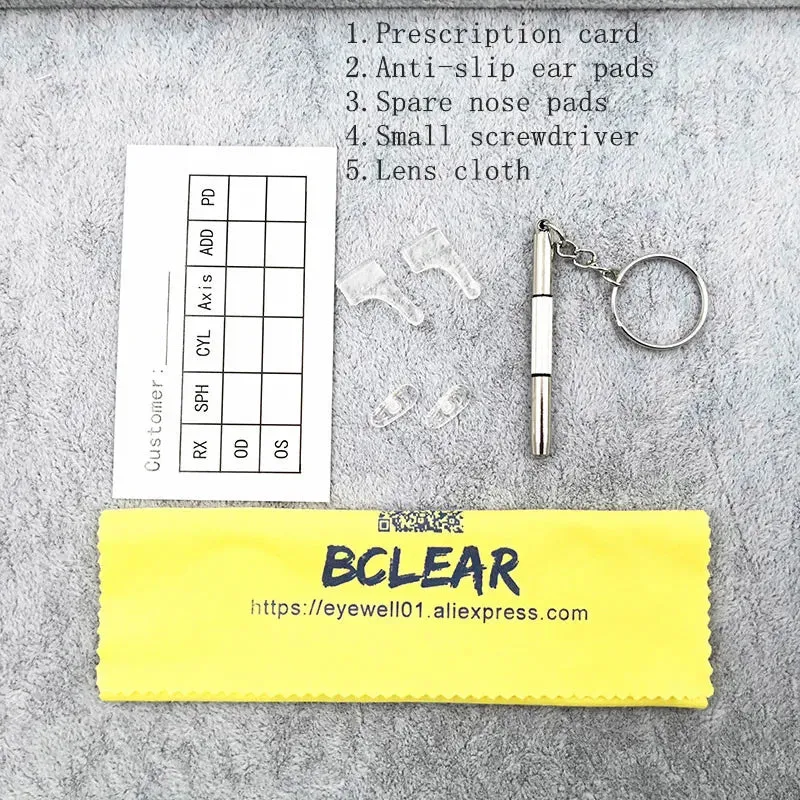 1.Prescription card
2.Anti-slip ear pads
3.Spare nose pads
4.Small screwdriver
5.Lens cloth
Customer:
RX SPH CYL Axis ADD PD
OD
OS
BCLEAR
https://eyewell01.aliexpress.com